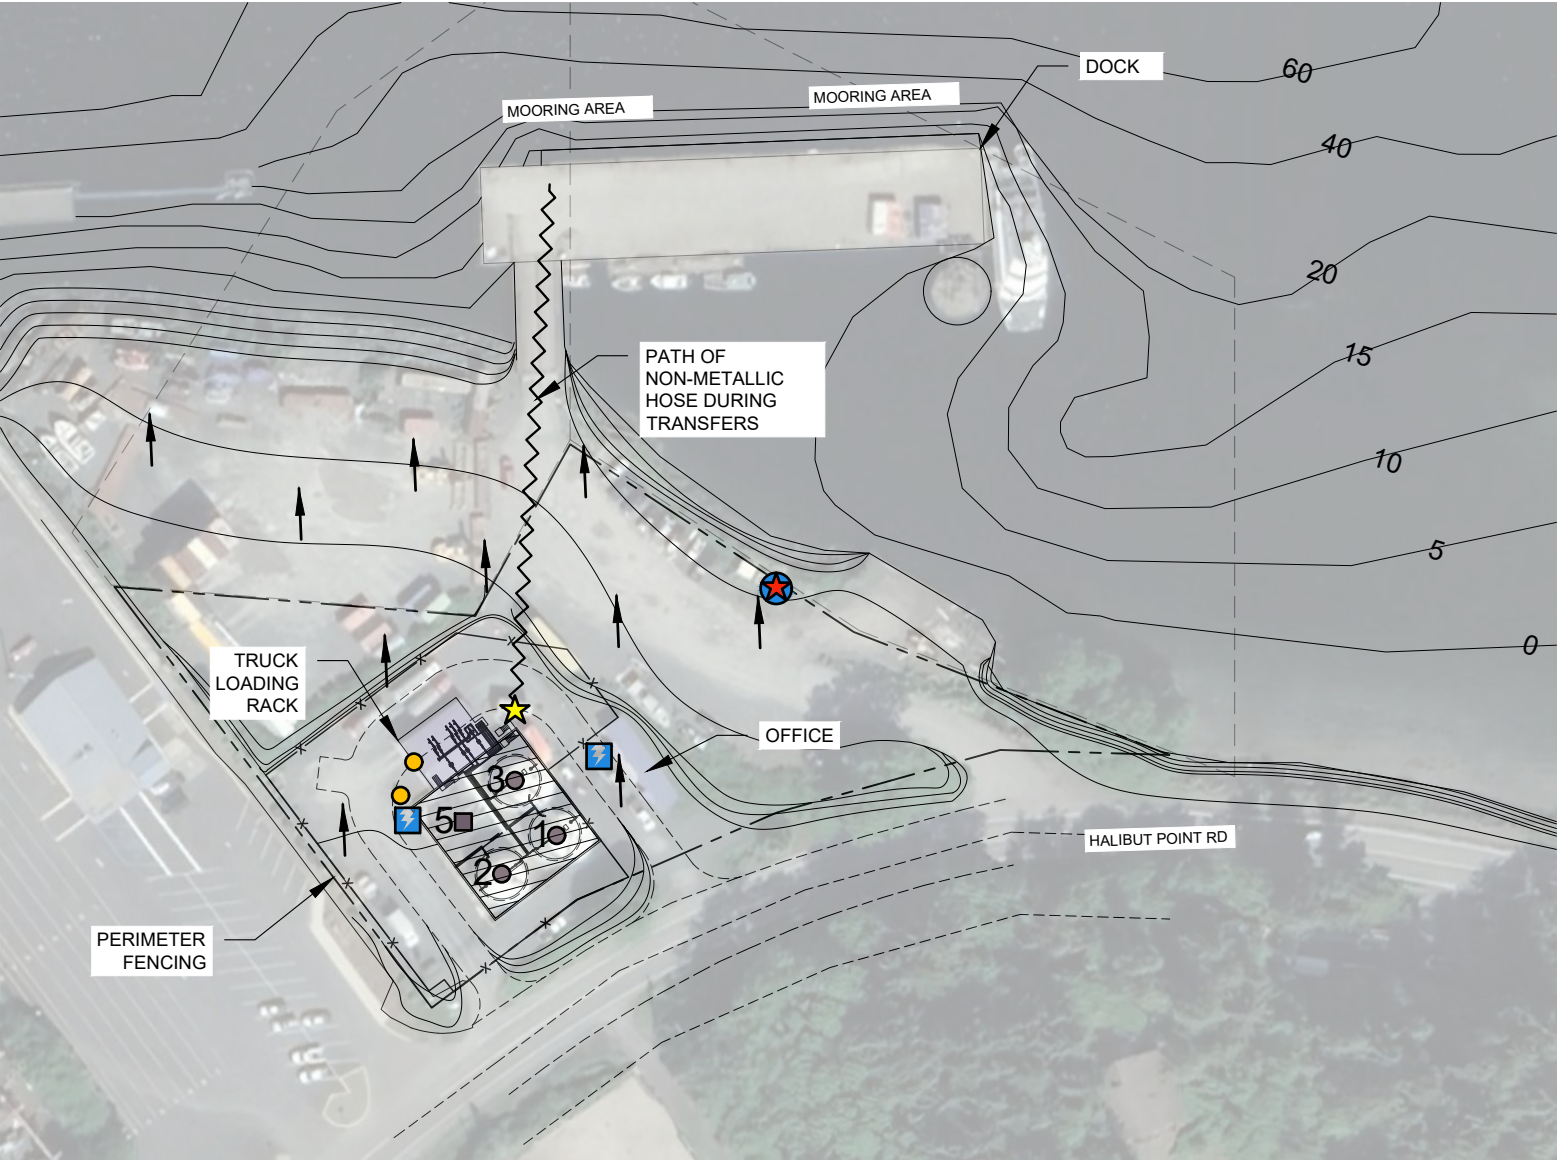 60
DOCK
MOORING AREA
MOORING AREA
40
20
15
PATH OF
NON-METALLIC
HOSE DURING
TRANSFERS
10
5
0
TRUCK
LOADING
RACK
OFFICE
3
5
1
2
HALIBUT POINT RD
PERIMETER
FENCING